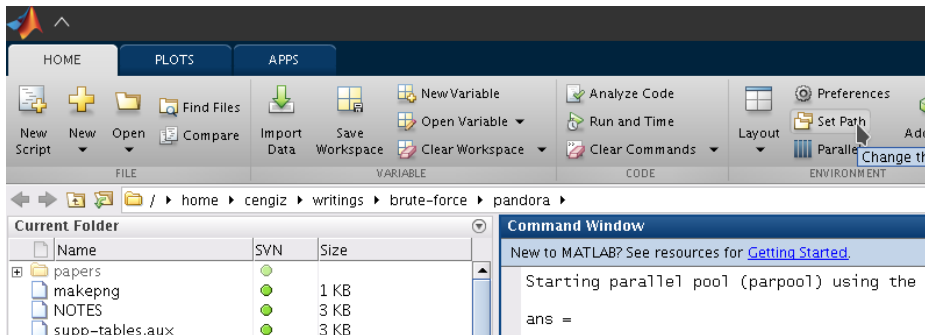 HOME PLOTS APPS
New Script
New
Open
Find Files
Compare
FILE
Import Data
Save Workspace
New Variable
Open Variable
Clear Workspace
VARIABLE
Analyze Code
Run and Time
Clear Commands
CODE
Layout
Preferences
Set Path
Change th
ENVIRONMENT
/ home cengiz writings brute-force pandora
Current Folder
Name SVN Size
papers
makepng 1 KB
NOTES 3 KB
supp-tables.aux 3 KB
Command Window
New to MATLAB? See resources for Getting Started.
Starting parallel pool (parpool) using the
ans =